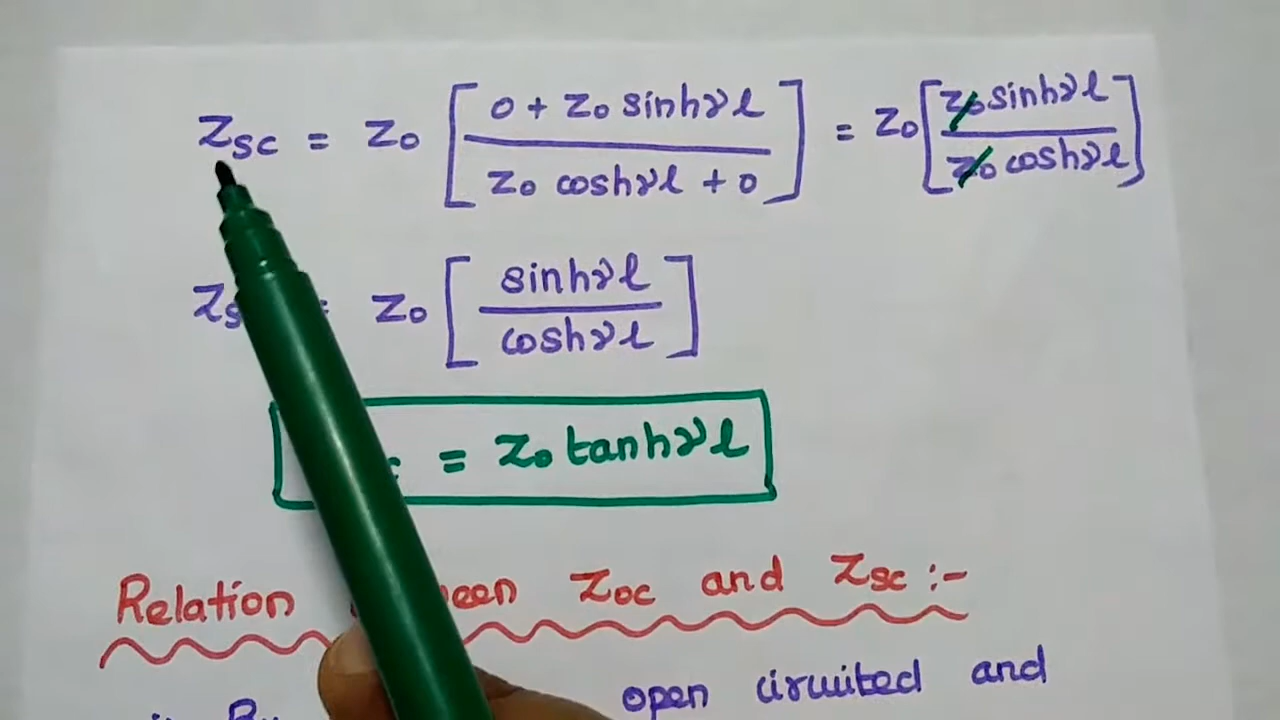 Zsc = Z0 [ 0 + Z0 sinhγl / Z0 coshγl + 0 ] = Z0 [ Z0 sinhγl / Z0 coshγl ]
= Z0 [ sinhγl / coshγl ]
= Z0 tanhγl
Relation Zoc and Zsc :-
open ciruited and